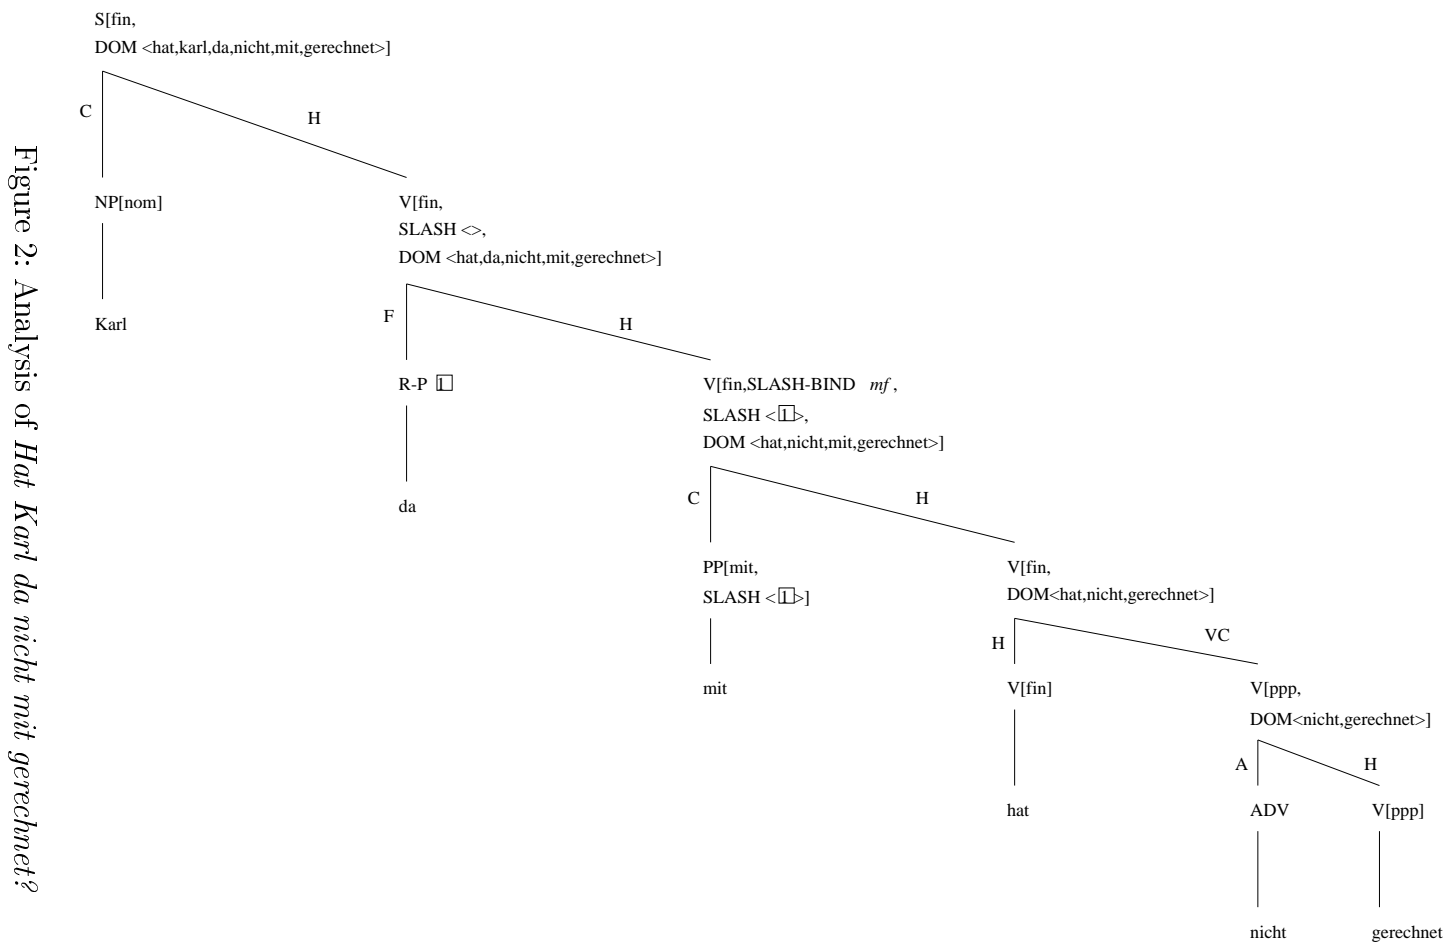 S[fin,
DOM <hat,karl,da,nicht,mit,gerechnet>]
C
H
NP[nom]
V[fin,
SLASH <>,
DOM <hat,da,nicht,mit,gerechnet>]
Karl
F
H
R-P 1
V[fin,SLASH-BIND mf,
SLASH <1>,
DOM <hat,nicht,mit,gerechnet>]
da
C
H
PP[mit,
SLASH <1>]
V[fin,
DOM<hat,nicht,gerechnet>]
H
VC
mit
V[fin]
V[ppp,
DOM<nicht,gerechnet>]
A
H
hat
ADV
V[ppp]
nicht
gerechnet
Figure 2: Analysis of Hat Karl da nicht mit gerechnet?